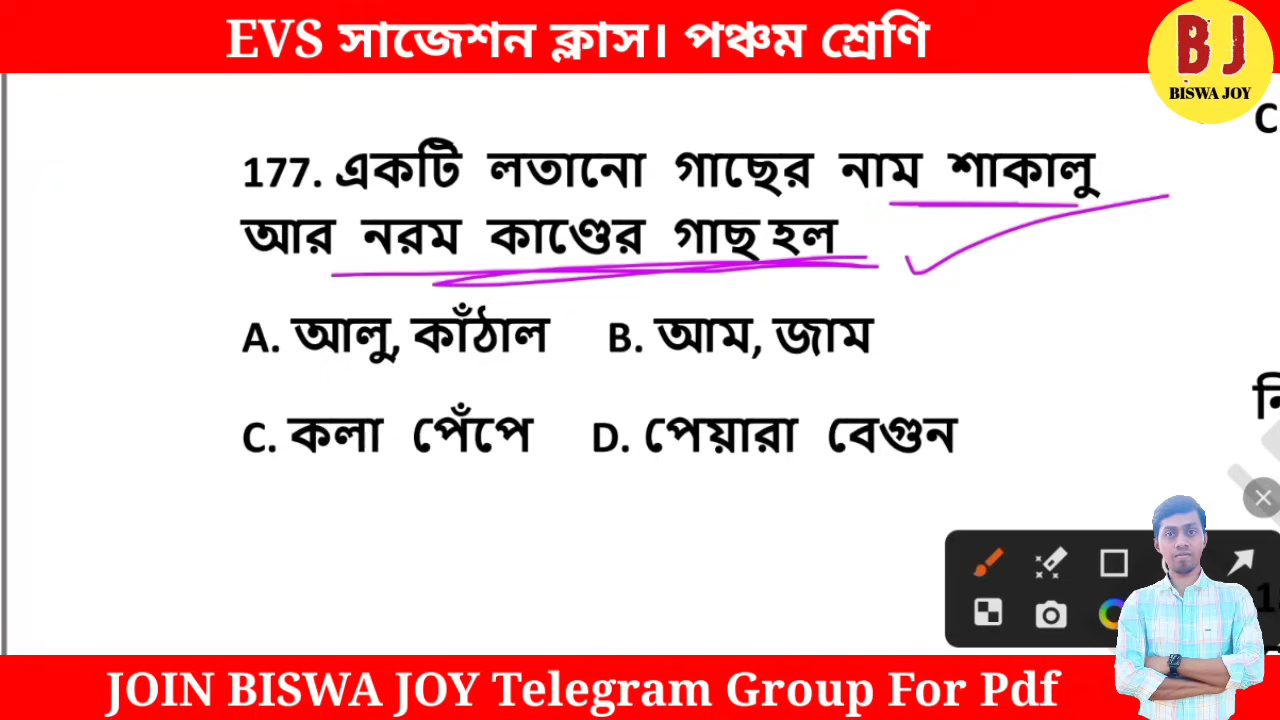 EVS সাজেশন ক্লাস। পঞ্চম শ্রেণি
BJ
BISWA JOY
177. একটি লতানো গাছের নাম শাকালু
আর নরম কাণ্ডের গাছ হল
A. আলু, কাঁঠাল B. আম, জাম
C. কলা পেঁপে D. পেয়ারা বেগুন
C
JOIN BISWA JOY Telegram Group For Pdf